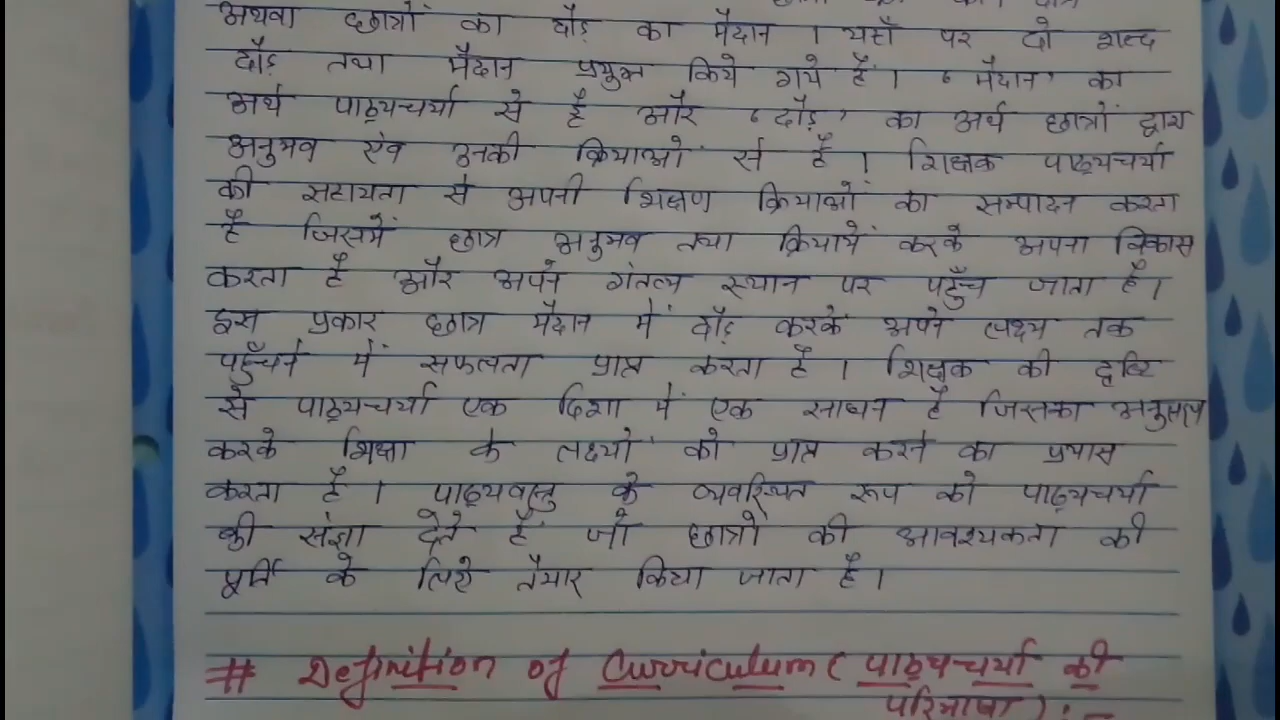 अथवा छात्रों का दौड़ का मैदान । यहाँ पर दो शब्द
दौड़ तथा मैदान प्रयुक्त किये गये हैं । 'मैदान' का
अर्थ पाठ्यचर्या से है और 'दौड़' का अर्थ छात्रों द्वारा
अनुभव एंव उनकी क्रियाओं से है । शिक्षक पाठ्यचर्या
की सहायता से अपनी शिक्षण क्रियाओं का सम्पादन करता
है जिसमें छात्र अनुभव तथा क्रियायें करके अपना विकास
करता है और अपने गंतव्य स्थान पर पहुँच जाता है।
इस प्रकार छात्र मैदान में दौड़ करके अपने लक्ष्य तक
पहुँचने में सफलता प्राप्त करता है । शिक्षक की दृष्टि
से पाठ्यचर्या एक दिशा में एक साधन है जिसका अनुसरण
करके शिक्षा के लक्ष्यों को प्राप्त करने का प्रयास
करता है । पाठ्यवस्तु के व्यवस्थित रूप को पाठ्यचर्या
की संज्ञा देते हैं जो छात्रों की आवश्यकता की
पूर्ति के लिए तैयार किया जाता है ।
# Definition of Curriculum ( पाठ्यचर्या की
परिभाषा ) : -